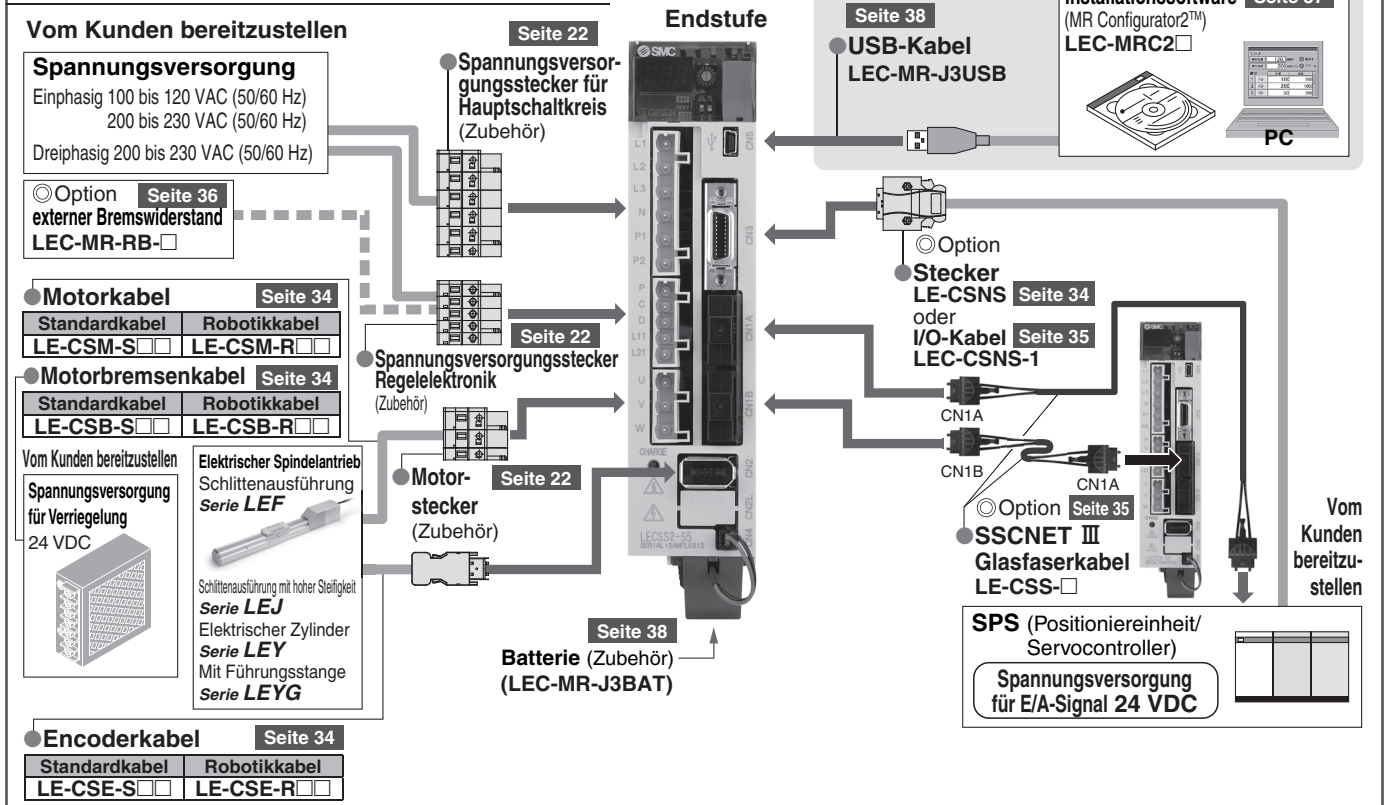 Vom Kunden bereitzustellen
Spannungsversorgung
Einphasig 100 bis 120 VAC (50/60 Hz)
200 bis 230 VAC (50/60 Hz)
Dreiphasig 200 bis 230 VAC (50/60 Hz)
◎Option Seite 36
externer Bremswiderstand
LEC-MR-RB-□
●Motorkabel Seite 34
Standardkabel Robotikkabel
LE-CSM-S□□ LE-CSM-R□□
●Motorbremsenkabel Seite 34
Standardkabel Robotikkabel
LE-CSB-S□□ LE-CSB-R□□
Vom Kunden bereitzustellen
Spannungsversorgung
für Verriegelung
24 VDC
Elektrischer Spindelantrieb
Schlittenausführung
Serie LEF
Schlittenausführung mit hoher Steifigkeit
Serie LEJ
Elektrischer Zylinder
Serie LEY
Mit Führungsstange
Serie LEYG
●Encoderkabel Seite 34
Standardkabel Robotikkabel
LE-CSE-S□□ LE-CSE-R□□
Seite 22
●Spannungsversor-
gungsstecker für
Hauptschaltkreis
(Zubehör)
Seite 22
●Spannungsversorgungsstecker
Regelelektronik
(Zubehör)
●Motor-
stecker
(Zubehör)
Seite 22
Endstufe
SMC
L1
L2
L3
N
P1
P2
P
C
D
L11
L21
U
V
W
CHARGE
CN5
CN3
CN1A
CN1B
CN2
CN2L
CN4
LECSS2-S5
SERIAL:SAMPLE012
Seite 38
Batterie (Zubehör)
(LEC-MR-J3BAT)
Seite 38
●USB-Kabel
LEC-MR-J3USB
Installationssoftware Seite 37
(MR Configurator2™)
LEC-MRC2□
PC
◎Option
●Stecker
LE-CSNS Seite 34
oder
I/O-Kabel Seite 35
LEC-CSNS-1
CN1A
CN1B
CN1A
SMC
◎Option Seite 35
●SSCNET Ⅲ
Glasfaserkabel
LE-CSS-□
Vom
Kunden
bereitzu-
stellen
SPS (Positioniereinheit/
Servocontroller)
Spannungsversorgung
für E/A-Signal 24 VDC